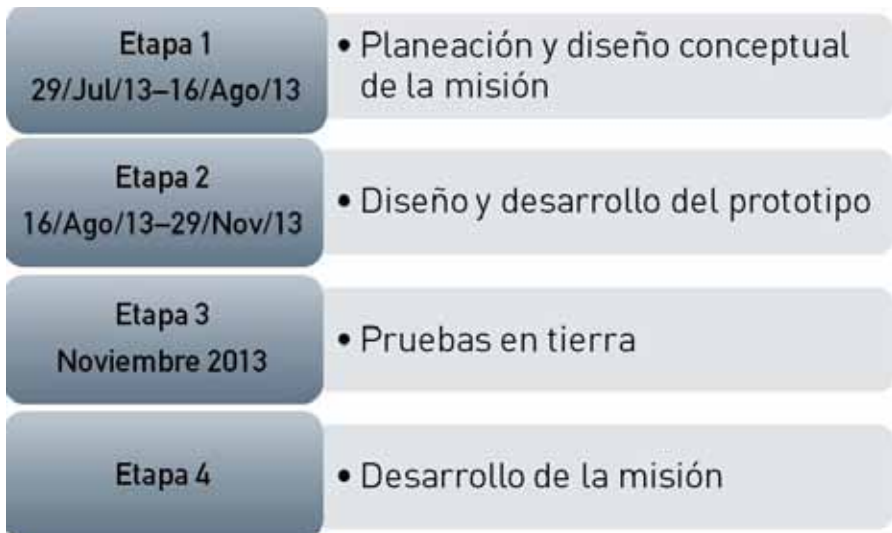 Etapa 1
29/Jul/13–16/Ago/13
• Planeación y diseño conceptual
de la misión
Etapa 2
16/Ago/13–29/Nov/13
• Diseño y desarrollo del prototipo
Etapa 3
Noviembre 2013
• Pruebas en tierra
Etapa 4
• Desarrollo de la misión